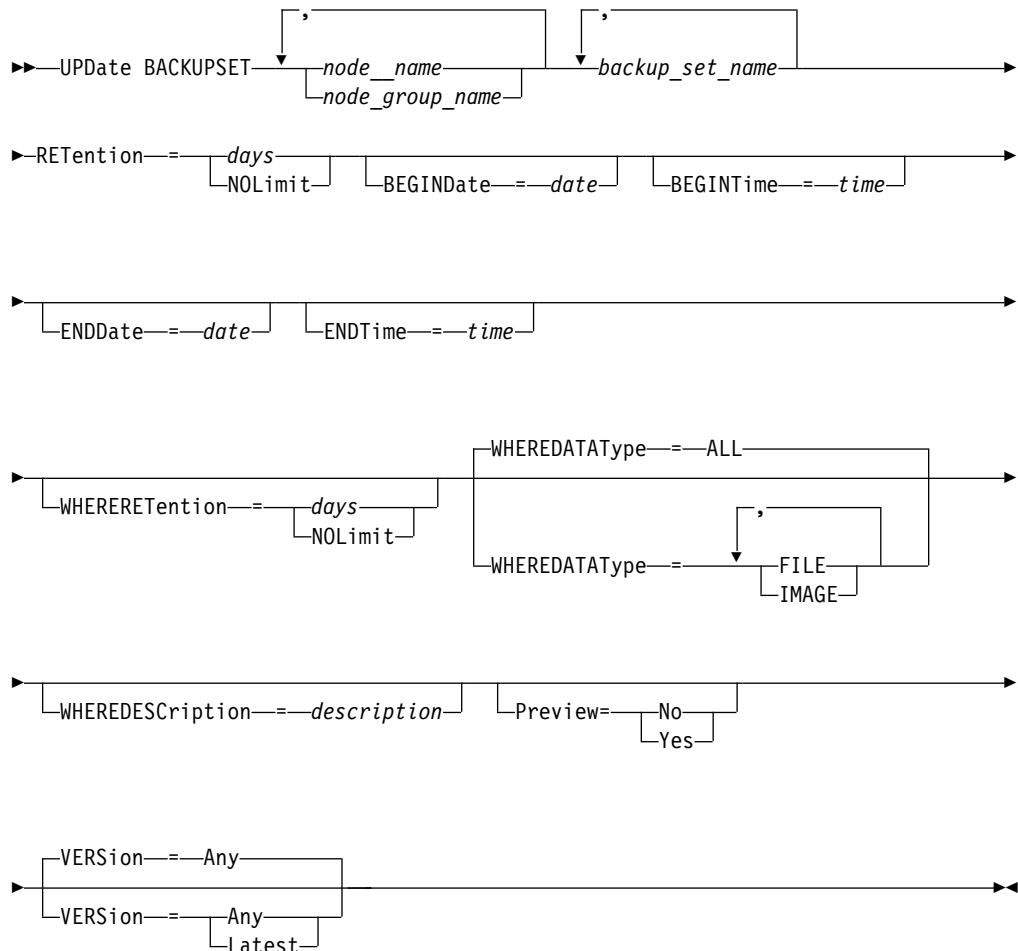 , ,
UPDate BACKUPSET node__name backup_set_name
node_group_name
RETention = days BEGINDate = date BEGINTime = time
NOLimit
ENDDate = date ENDTime = time
WHEREDATAType = ALL
WHERERETention = days
NOLimit
,
WHEREDATAType = FILE
IMAGE
WHEREDESCription = description Preview= No
Yes
VERSion = Any
VERSion = Any
Latest